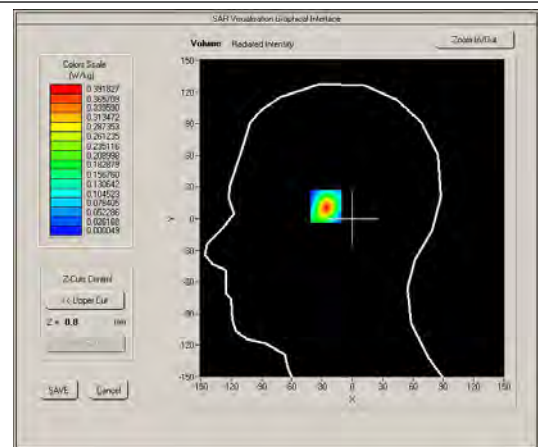 SAR Visualisation Graphical Interface
Volume Radiated Intensity
Zoom In/Out
Colors Scale
(W/Kg)
0.391827
0.365709
0.339590
0.313472
0.287353
0.261235
0.235116
0.208998
0.182879
0.156760
0.130642
0.104523
0.078405
0.052286
0.026168
0.000049
Z-Cuts Control
<< Upper Cut
Z = 0.8 mm
SAVE Cancel
150
120
90
60
30
0
-30
-60
-90
-120
-150
Y
-150 -120 -90 -60 -30 0 30 60 90 120 150
X